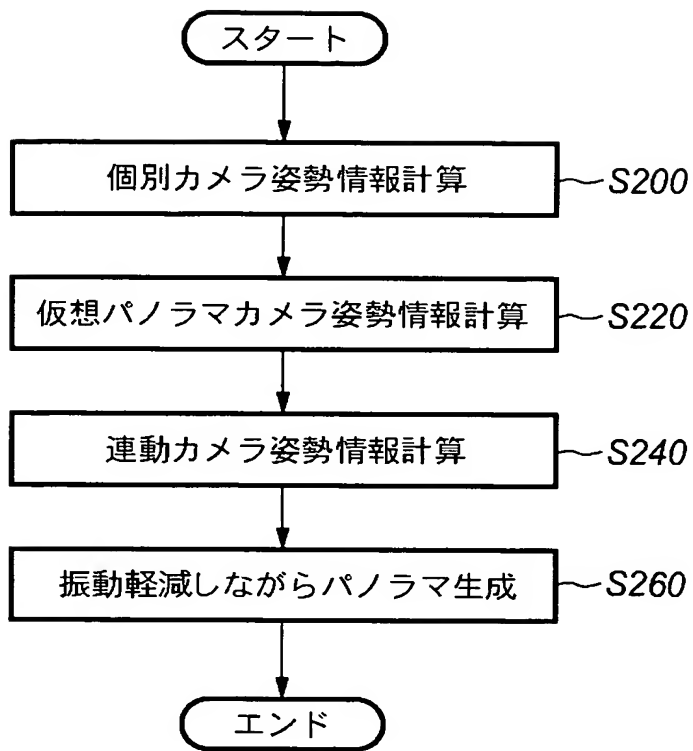 スタート
個別カメラ姿勢情報計算
S200
仮想パノラマカメラ姿勢情報計算
S220
連動カメラ姿勢情報計算
S240
振動軽減しながらパノラマ生成
S260
エンド